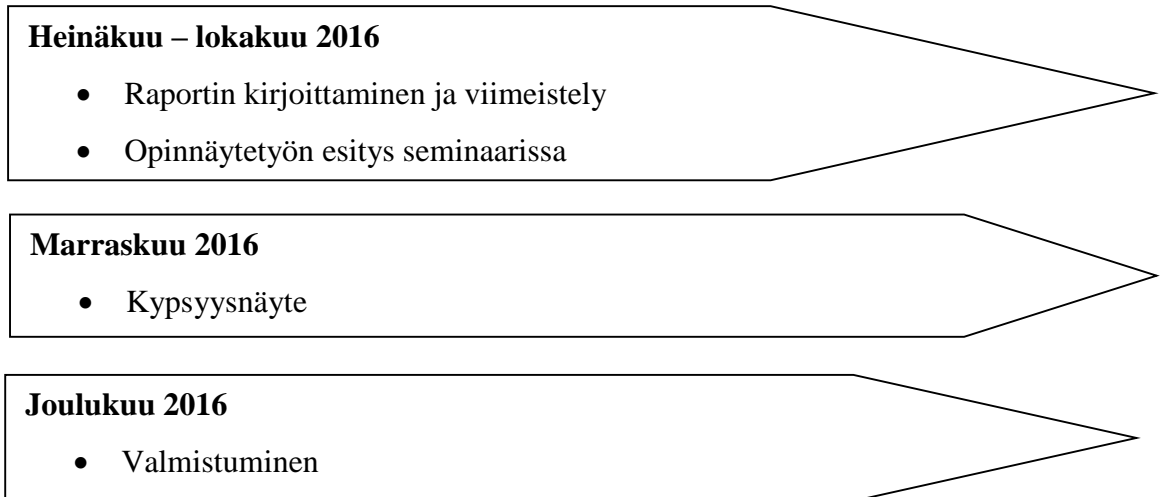 Heinäkuu – lokakuu 2016
• Raportin kirjoittaminen ja viimeistely
• Opinnäytetyön esitys seminaarissa
Marraskuu 2016
• Kypsyysnäyte
Joulukuu 2016
• Valmistuminen